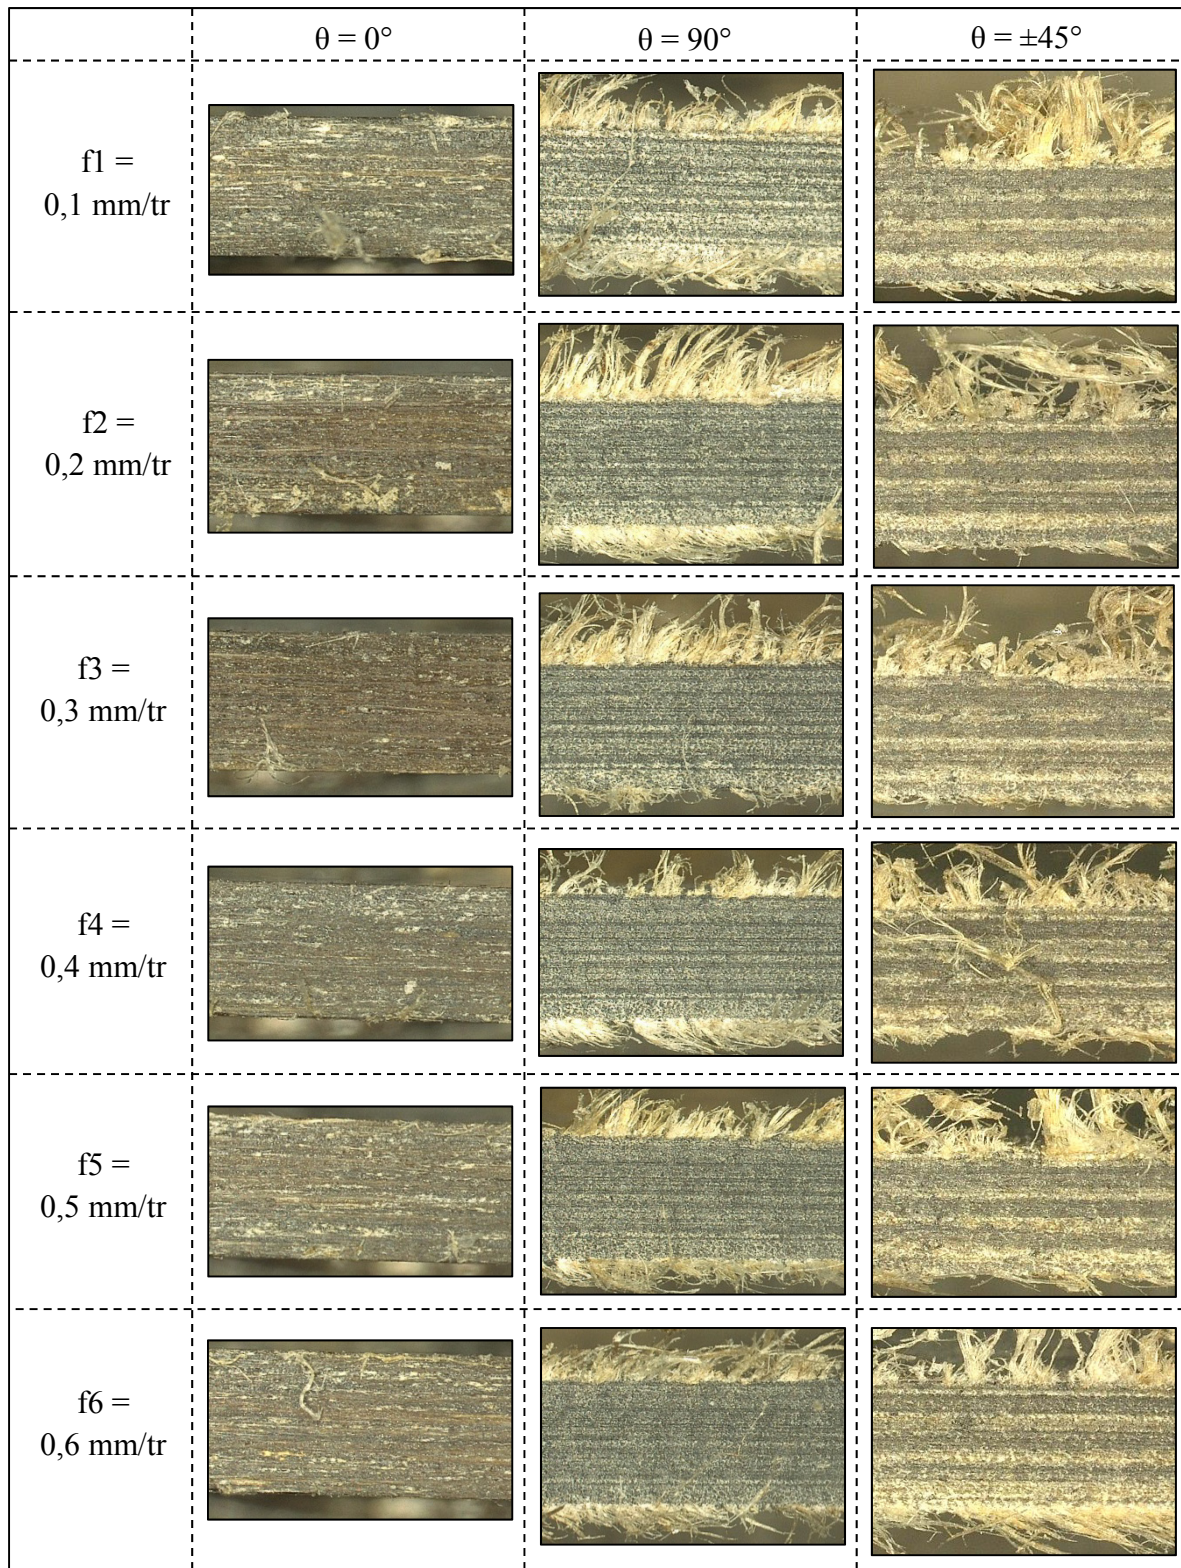 θ = 0°
θ = 90°
θ = ±45°
f1 =
0,1 mm/tr
f2 =
0,2 mm/tr
f3 =
0,3 mm/tr
f4 =
0,4 mm/tr
f5 =
0,5 mm/tr
f6 =
0,6 mm/tr